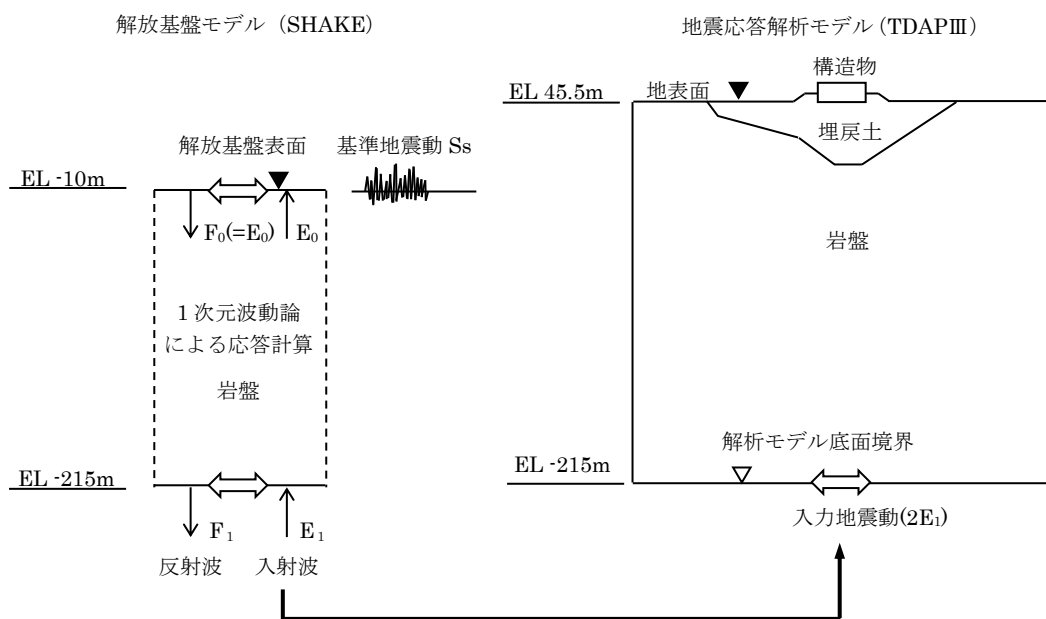 解放基盤モデル（SHAKE）
解放基盤表面
基準地震動 Ss
EL -10m
F₀(=E₀)
E₀
１次元波動論
による応答計算
岩盤
EL -215m
F₁
E₁
反射波
入射波
地震応答解析モデル（TDAPⅢ）
構造物
地表面
EL 45.5m
埋戻土
岩盤
解析モデル底面境界
EL -215m
入力地震動(2E₁)